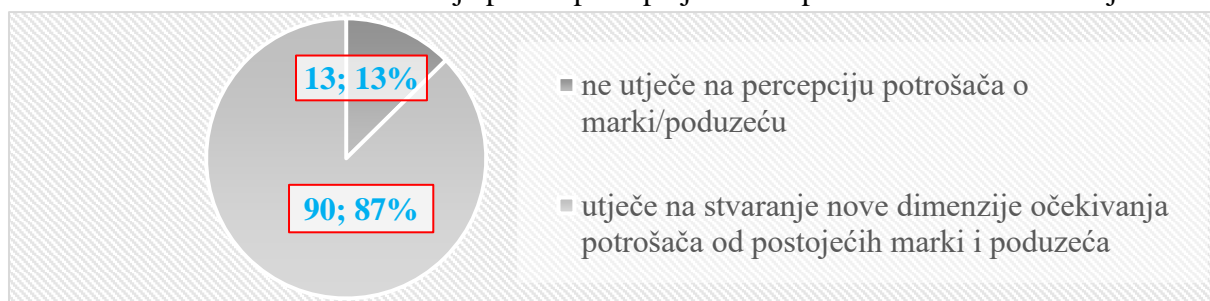 13; 13%
90; 87%
ne utječe na percepciju potrošača o
marki/poduzeću
utječe na stvaranje nove dimenzije očekivanja
potrošača od postojećih marki i poduzeća